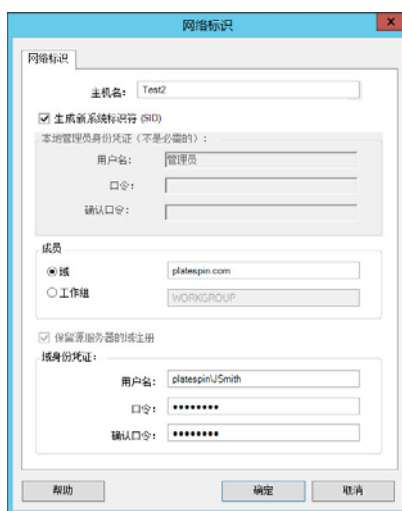 网络标识
x
网络标识
主机名： Test2
生成新系统标识符 (SID)
本地管理员身份凭证（不是必需的）：
用户名： 管理员
口令：
确认口令：
成员
域 platespin.com
工作组 WORKGROUP
保留源服务器的域注册
域身份凭证：
用户名： platespin\JSmith
口令： ••••••••
确认口令： ••••••••
帮助 确定 取消